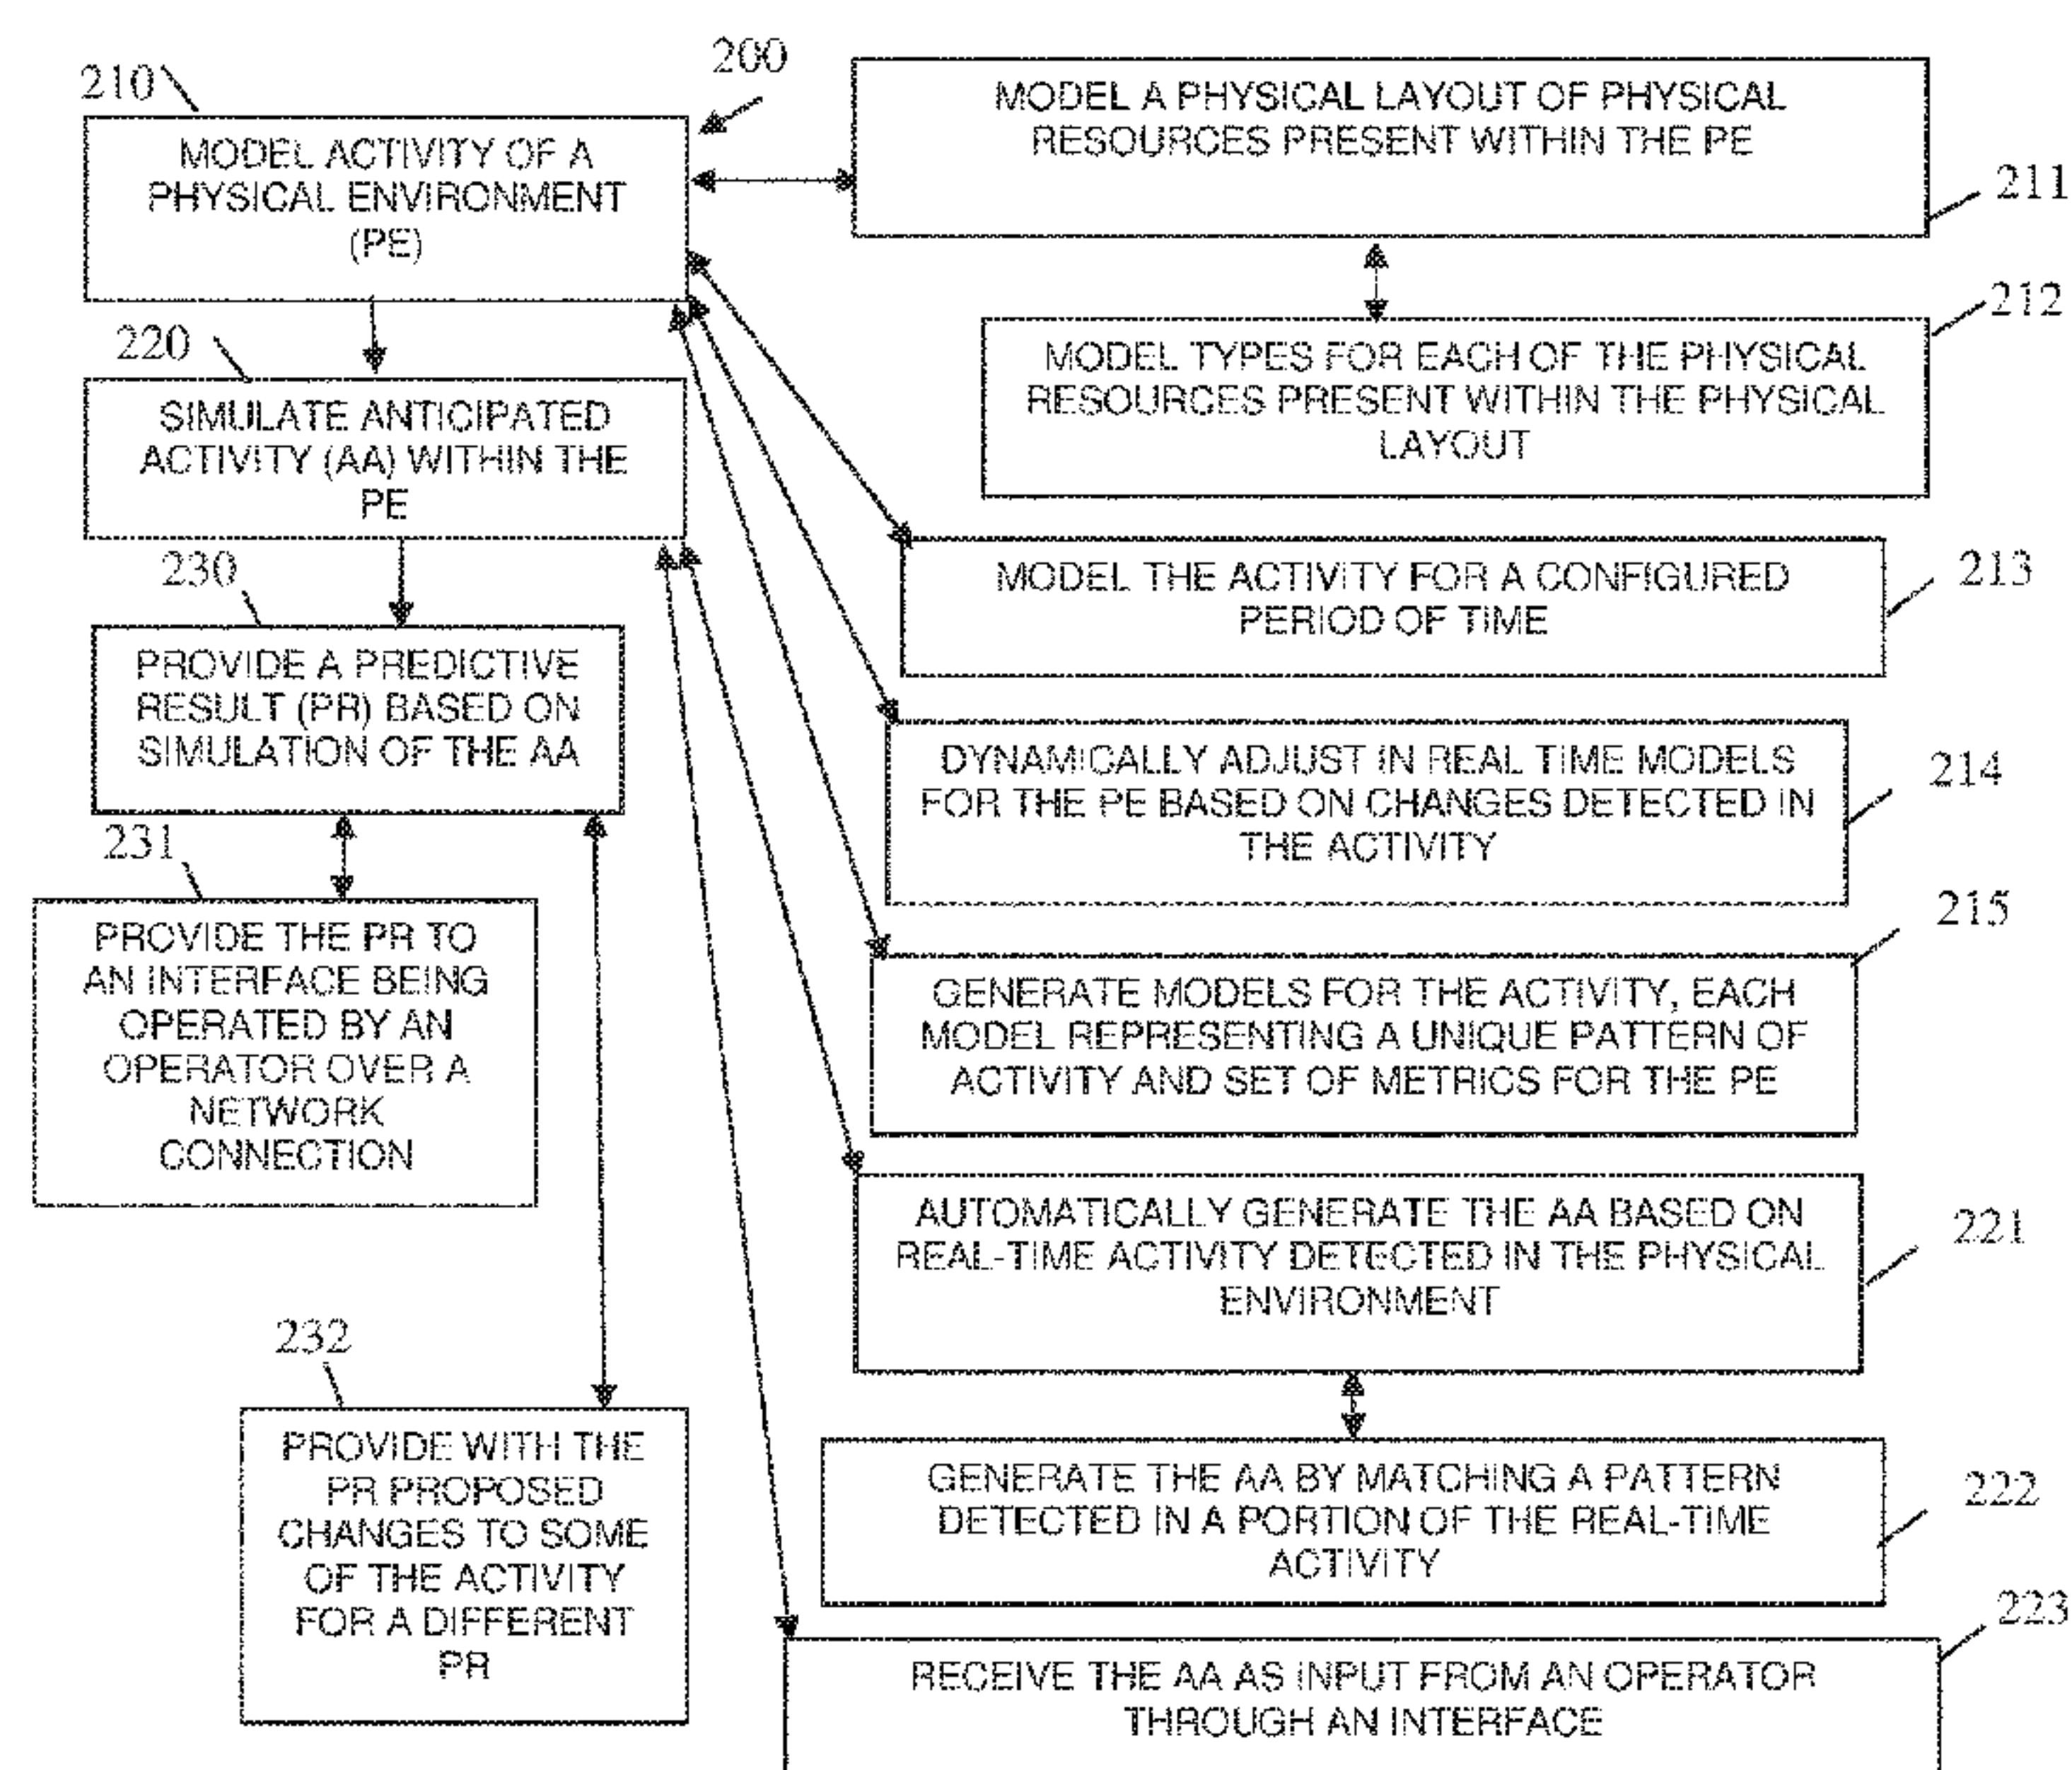 200
210
MODEL ACTIVITY OF A
PHYSICAL ENVIRONMENT
(PE)
MODEL A PHYSICAL LAYOUT OF PHYSICAL
RESOURCES PRESENT WITHIN THE PE
211
212
MODEL TYPES FOR EACH OF THE PHYSICAL
RESOURCES PRESENT WITHIN THE PHYSICAL
LAYOUT
220
SIMULATE ANTICIPATED
ACTIVITY (AA) WITHIN THE
PE
213
MODEL THE ACTIVITY FOR A CONFIGURED
PERIOD OF TIME
230
PROVIDE A PREDICTIVE
RESULT (PR) BASED ON
SIMULATION OF THE AA
214
DYNAMICALLY ADJUST IN REAL TIME MODELS
FOR THE PE BASED ON CHANGES DETECTED IN
THE ACTIVITY
231
PROVIDE THE PR TO
AN INTERFACE BEING
OPERATED BY AN
OPERATOR OVER A
NETWORK
CONNECTION
215
GENERATE MODELS FOR THE ACTIVITY, EACH
MODEL REPRESENTING A UNIQUE PATTERN OF
ACTIVITY AND SET OF METRICS FOR THE PE
221
AUTOMATICALLY GENERATE THE AA BASED ON
REAL-TIME ACTIVITY DETECTED IN THE PHYSICAL
ENVIRONMENT
232
PROVIDE WITH THE
PR PROPOSED
CHANGES TO SOME
OF THE ACTIVITY
FOR A DIFFERENT
PR
222
GENERATE THE AA BY MATCHING A PATTERN
DETECTED IN A PORTION OF THE REAL-TIME
ACTIVITY
223
RECEIVE THE AA AS INPUT FROM AN OPERATOR
THROUGH AN INTERFACE